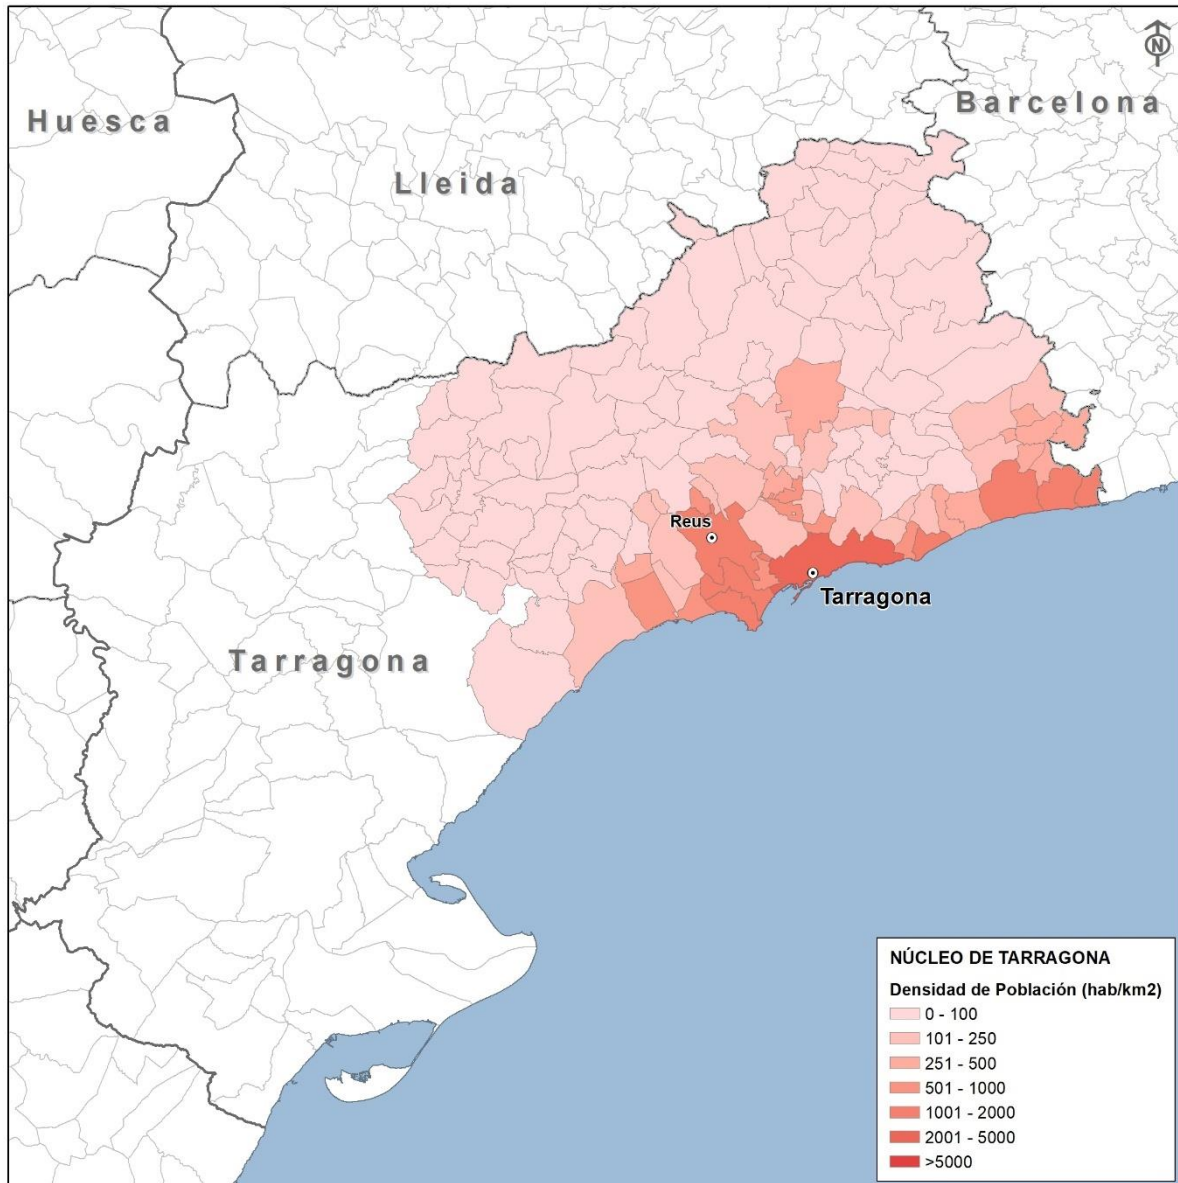 N
Huesca
Barcelona
Lleida
Reus
Tarragona
Tarragona
NÚCLEO DE TARRAGONA
Densidad de Población (hab/km2)
0 - 100
101 - 250
251 - 500
501 - 1000
1001 - 2000
2001 - 5000
>5000